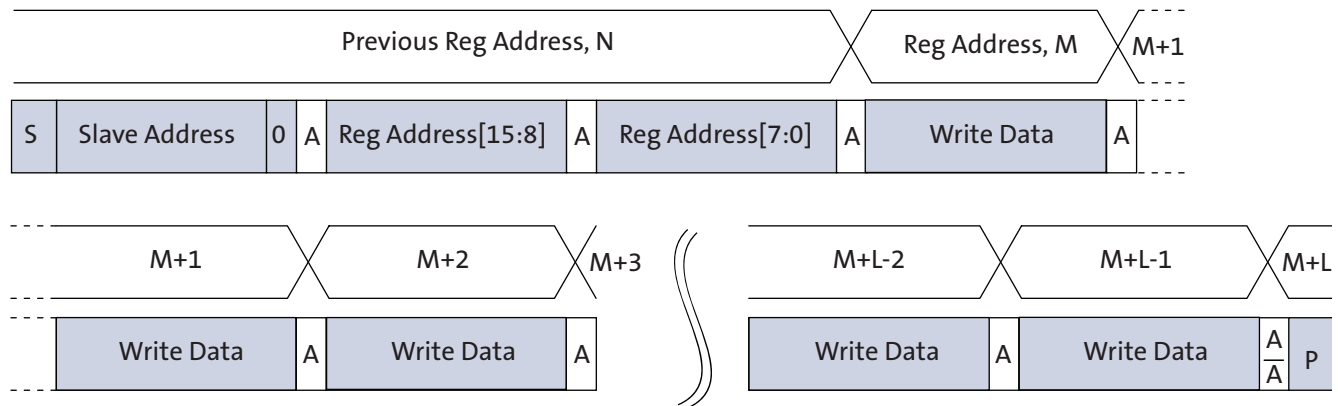 Previous Reg Address, N Reg Address, M M+1
S Slave Address 0 A Reg Address[15:8] A Reg Address[7:0] A Write Data A
M+1 M+2 M+3 M+L-2 M+L-1 M+L
Write Data A Write Data A Write Data A Write Data A/A̅ P